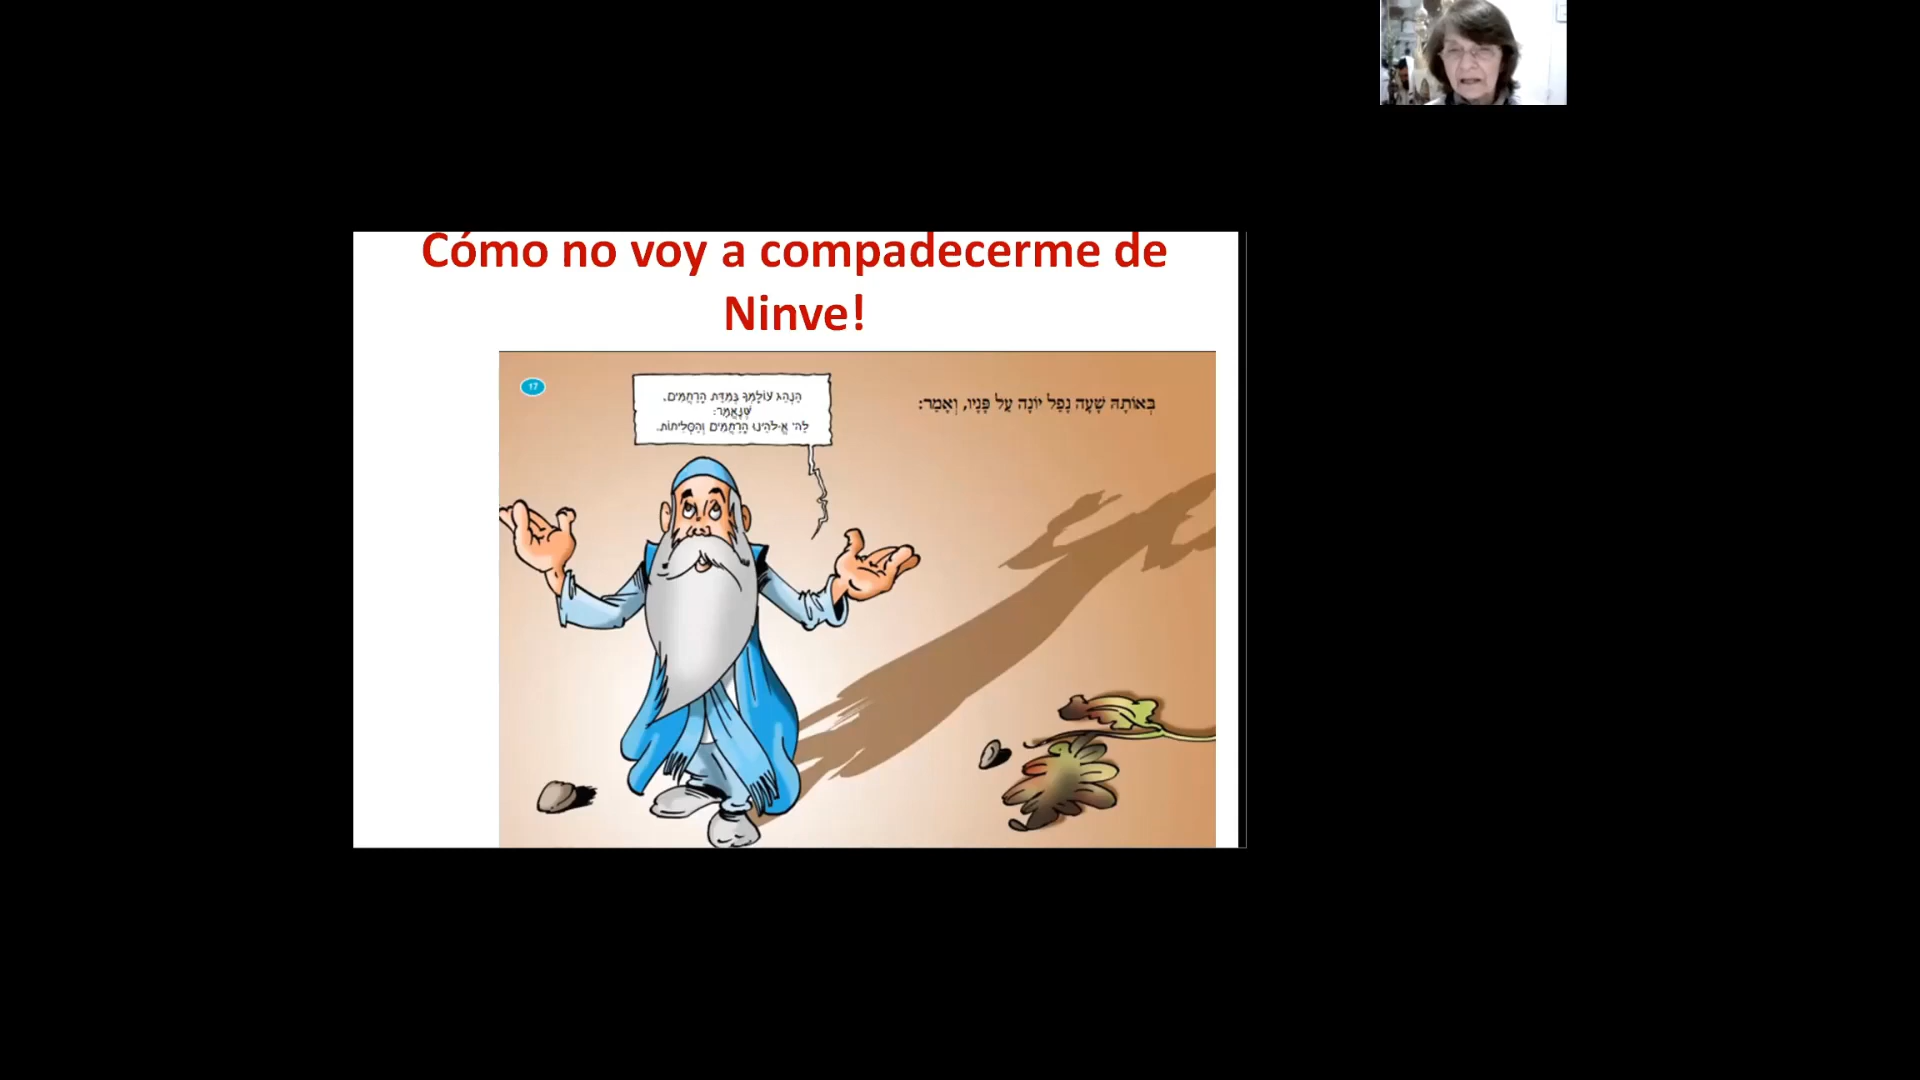 Cómo no voy a compadecerme de
Ninve!
17
הַנְהֵג עוֹלָמְךָ בְּמִדַּת הָרַחֲמִים,
שֶׁנֶּאֱמַר:
לַה' אֱ-לֹהֵינוּ הָרַחֲמִים וְהַסְּלִיחוֹת.
בְּאוֹתָהּ שָׁעָה נָפַל יוֹנָה עַל פָּנָיו, וְאָמַר: